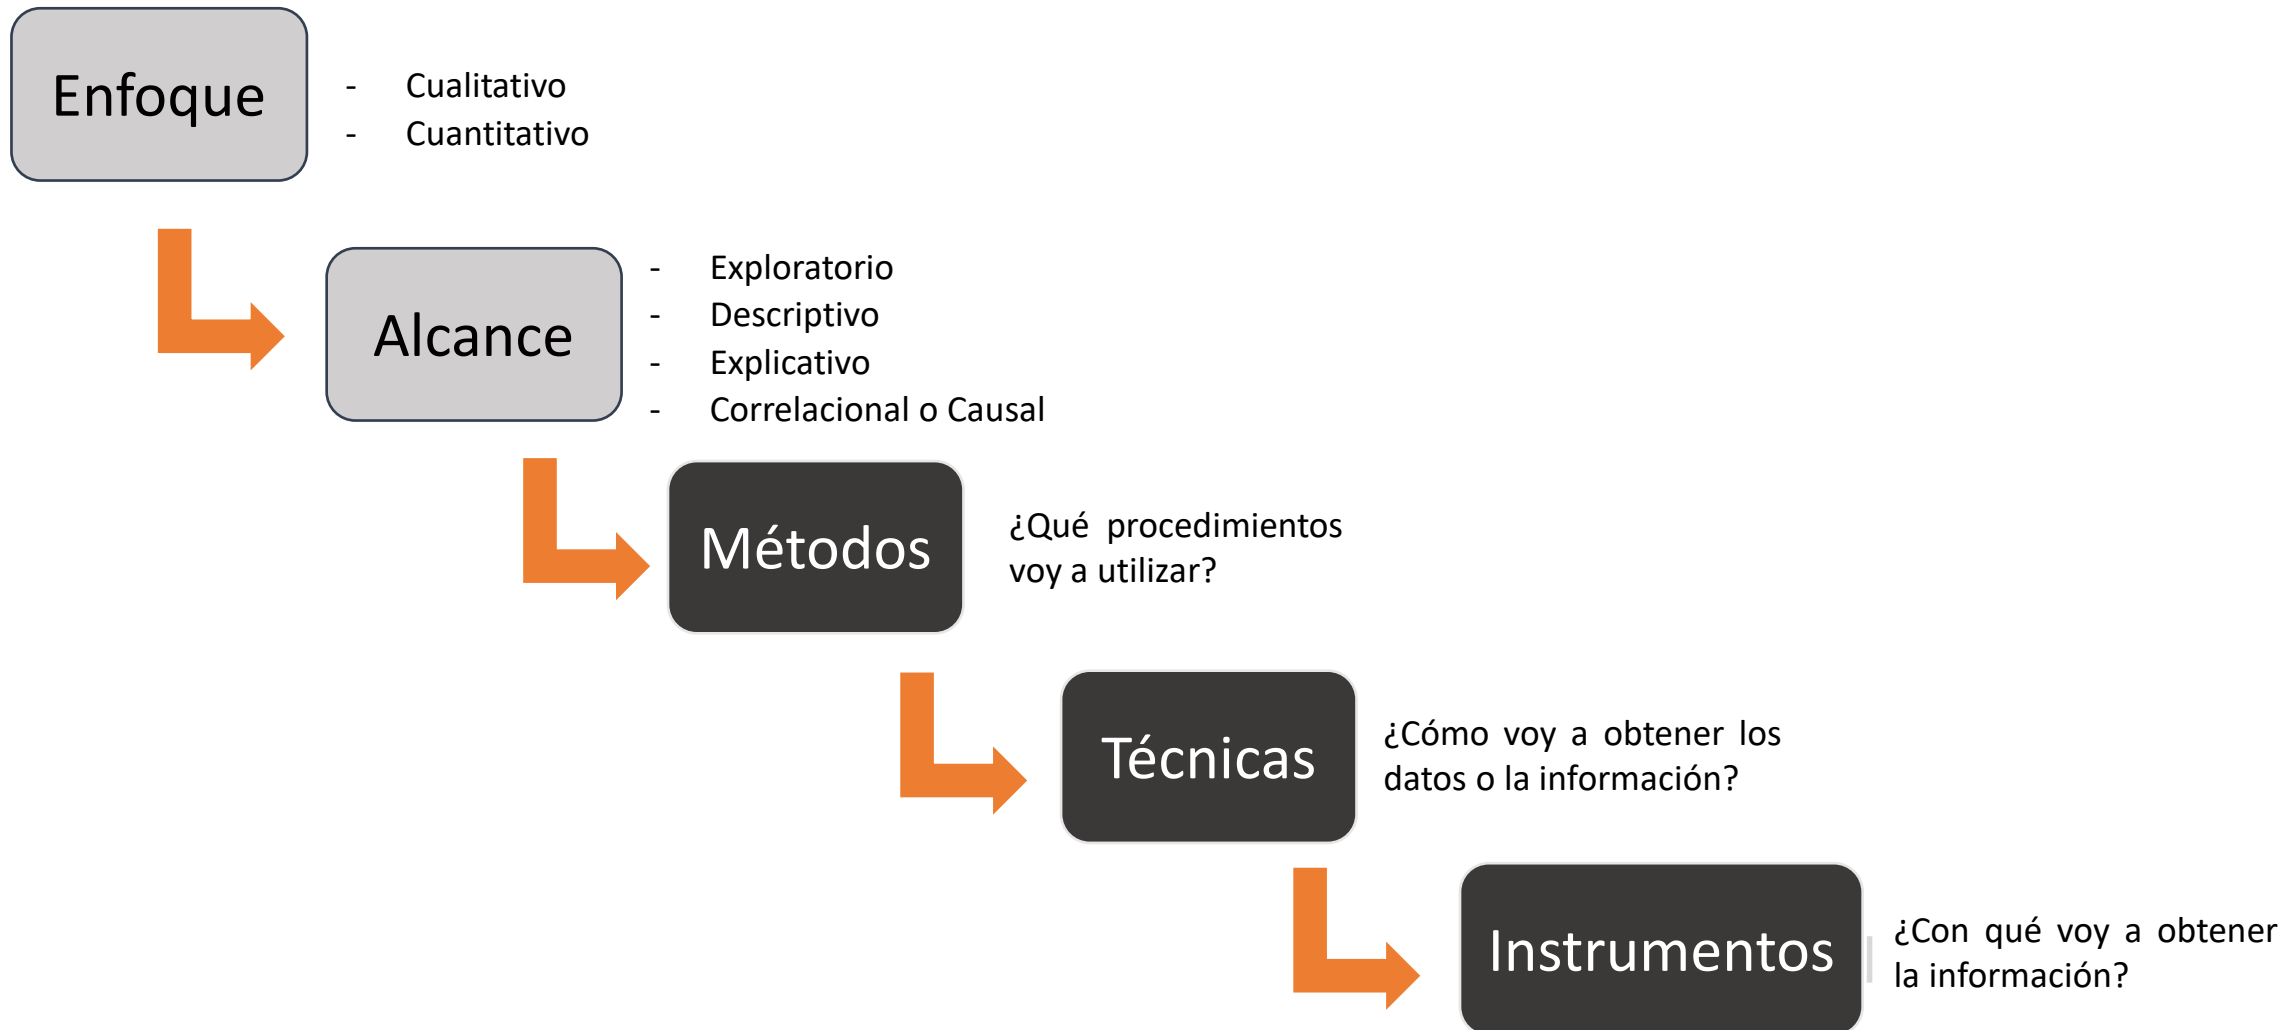 Enfoque
- Cualitativo
- Cuantitativo
Alcance
- Exploratorio
- Descriptivo
- Explicativo
- Correlacional o Causal
Métodos
¿Qué procedimientos
voy a utilizar?
Técnicas
¿Cómo voy a obtener los
datos o la información?
Instrumentos
¿Con qué voy a obtener
la información?